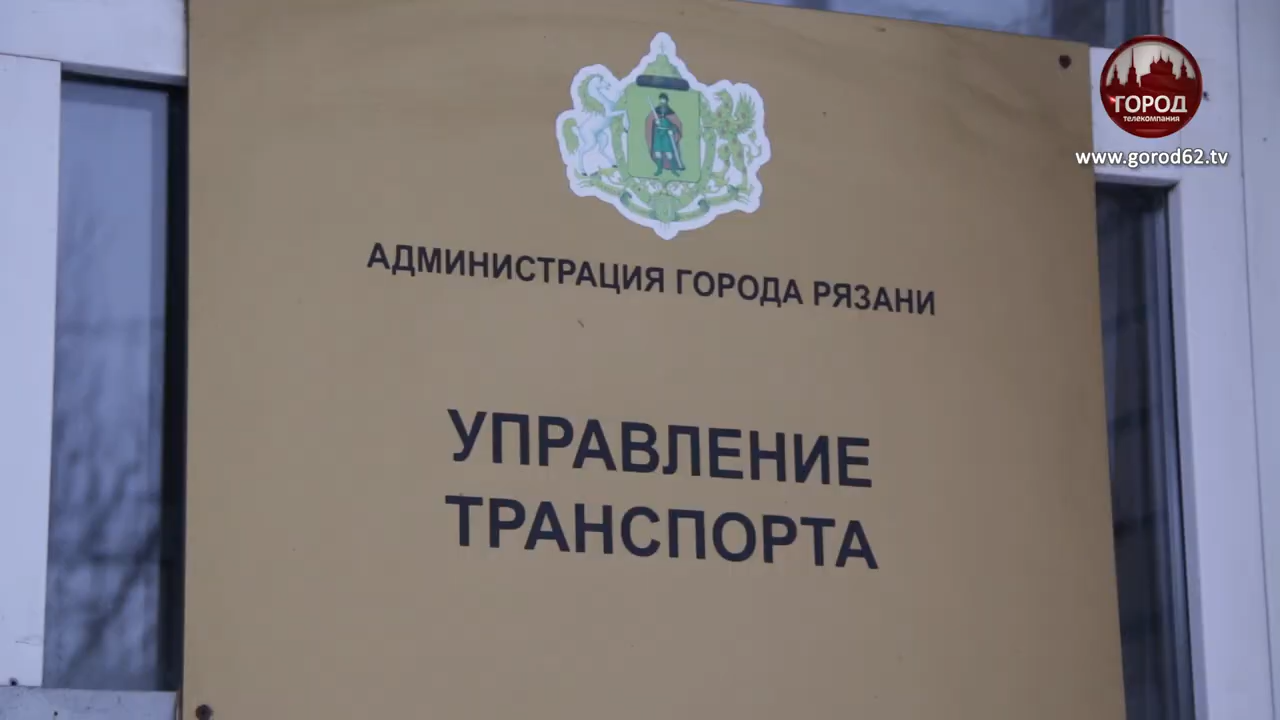 ГОРОД
телекомпания
www.gorod62.tv
АДМИНИСТРАЦИЯ ГОРОДА РЯЗАНИ
УПРАВЛЕНИЕ
ТРАНСПОРТА